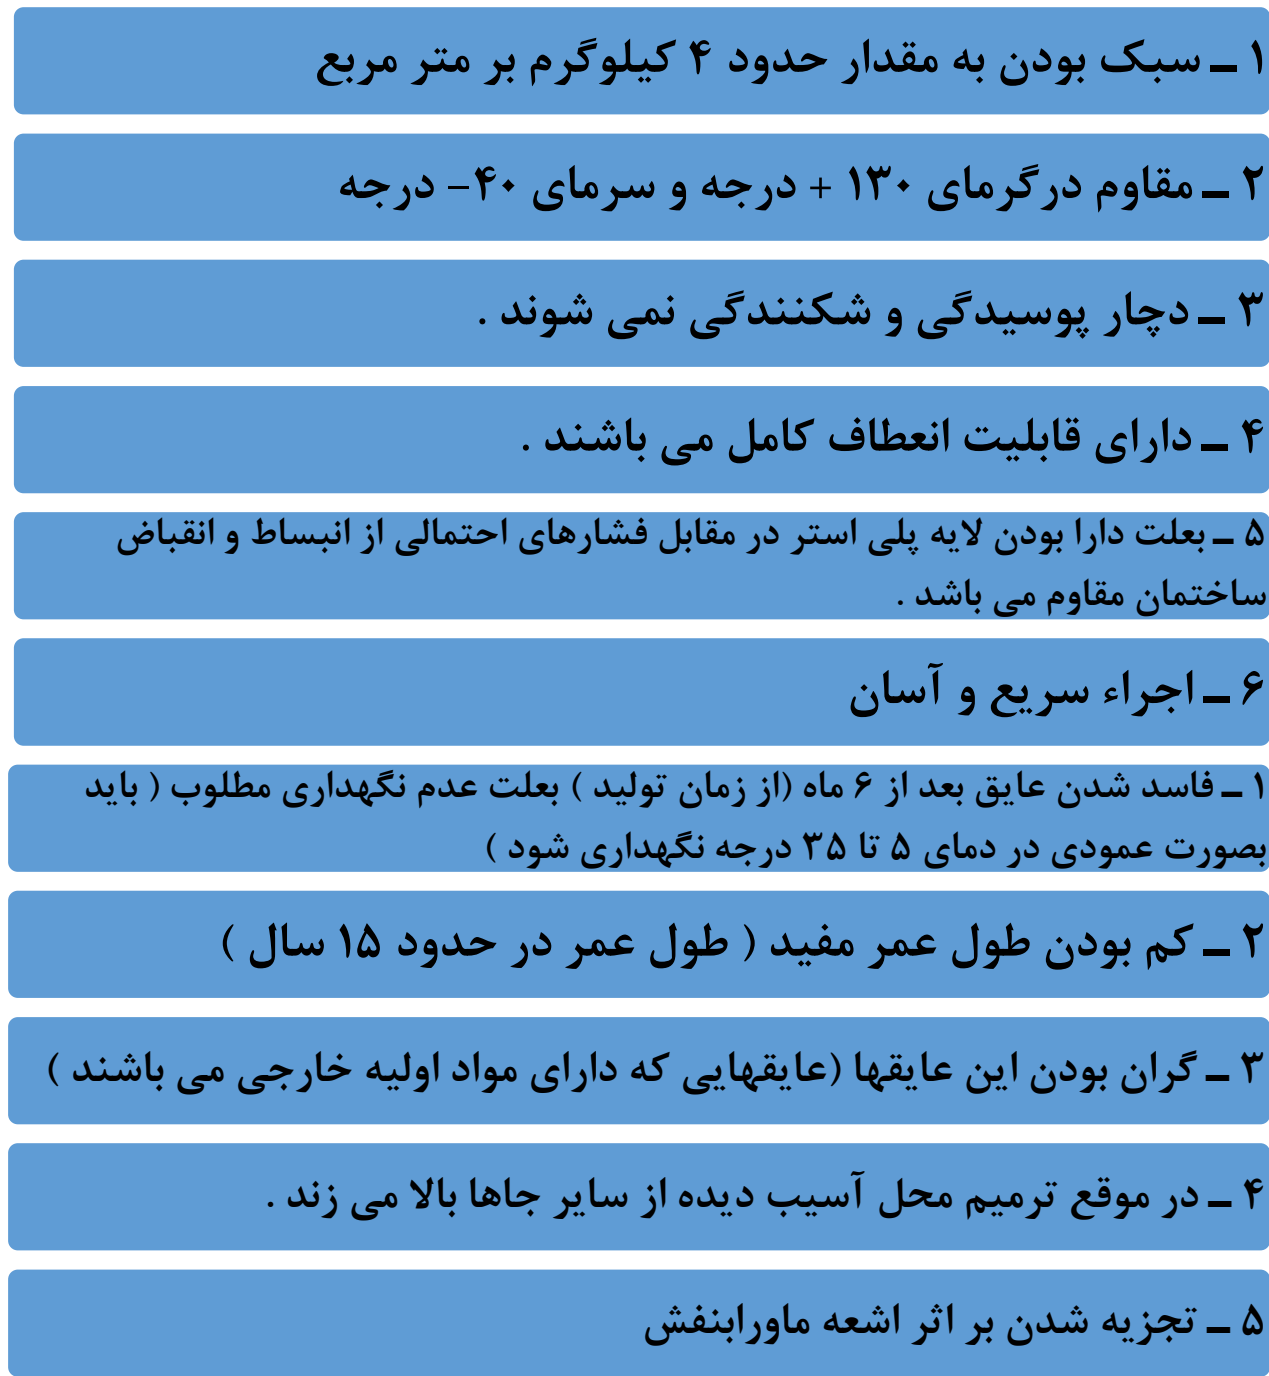 ۱ ـ سبک بودن به مقدار حدود ۴ کیلوگرم بر متر مربع
۲ ـ مقاوم درگرمای ۱۳۰ + درجه و سرمای ۴۰- درجه
۳ ـ دچار پوسیدگی و شکنندگی نمی شوند .
۴ ـ دارای قابلیت انعطاف کامل می باشند .
۵ ـ بعلت دارا بودن لایه پلی استر در مقابل فشارهای احتمالی از انبساط و انقباض
ساختمان مقاوم می باشد .
۶ ـ اجراء سریع و آسان
۱ ـ فاسد شدن عایق بعد از ۶ ماه (از زمان تولید ) بعلت عدم نگهداری مطلوب ( باید
بصورت عمودی در دمای ۵ تا ۳۵ درجه نگهداری شود )
۲ ـ کم بودن طول عمر مفید ( طول عمر در حدود ۱۵ سال )
۳ ـ گران بودن این عایقها (عایقهایی که دارای مواد اولیه خارجی می باشند )
۴ ـ در موقع ترمیم محل آسیب دیده از سایر جاها بالا می زند .
۵ ـ تجزیه شدن بر اثر اشعه ماورابنفش